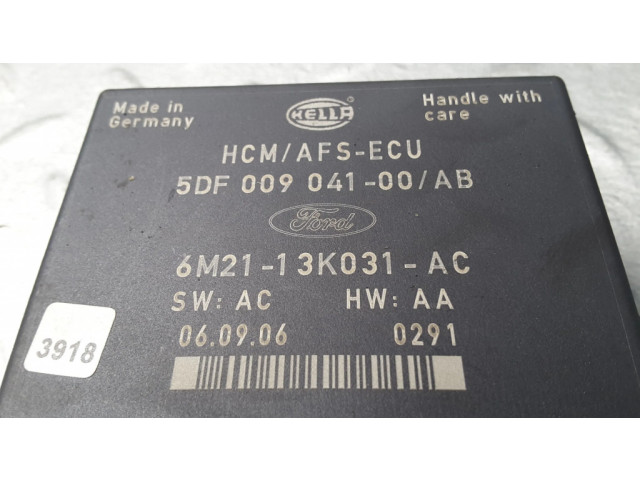 Made in
Germany
HELLA
Handle with
care
HCM/AFS-ECU
5DF 009 041-00/AB
Ford
6M21-13K031-AC
SW: AC HW: AA
06.09.06 0291
3918